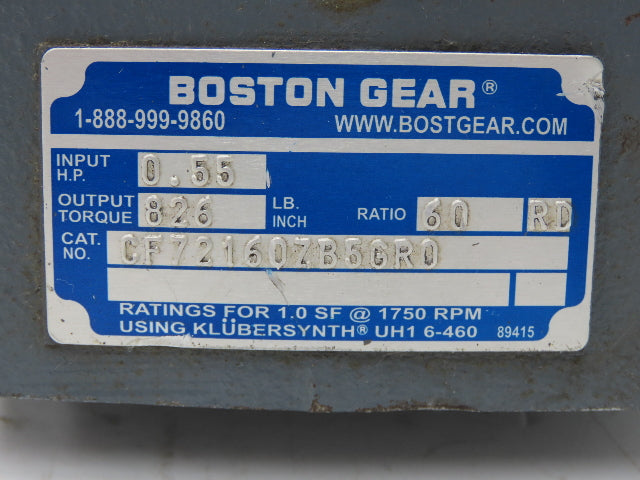 BOSTON GEAR®
1-888-999-9860 WWW.BOSTGEAR.COM
INPUT H.P. 0.55
OUTPUT TORQUE 826 LB. INCH RATIO 60 RD
CAT. NO. CF72160ZB5GR0
RATINGS FOR 1.0 SF @ 1750 RPM
USING KLÜBERSYNTH® UH1 6-460 89415